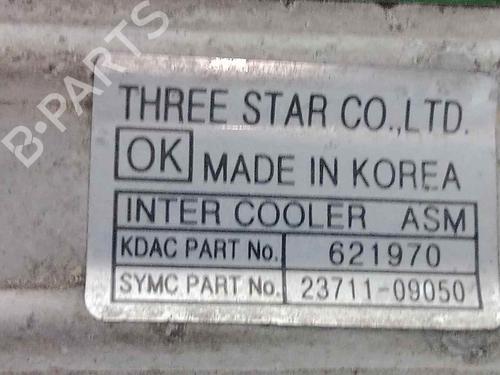 B-PARTS
THREE STAR CO.,LTD.
OK MADE IN KOREA
INTER COOLER ASM
KDAC PART No. 621970
SYMC PART No. 23711-09050